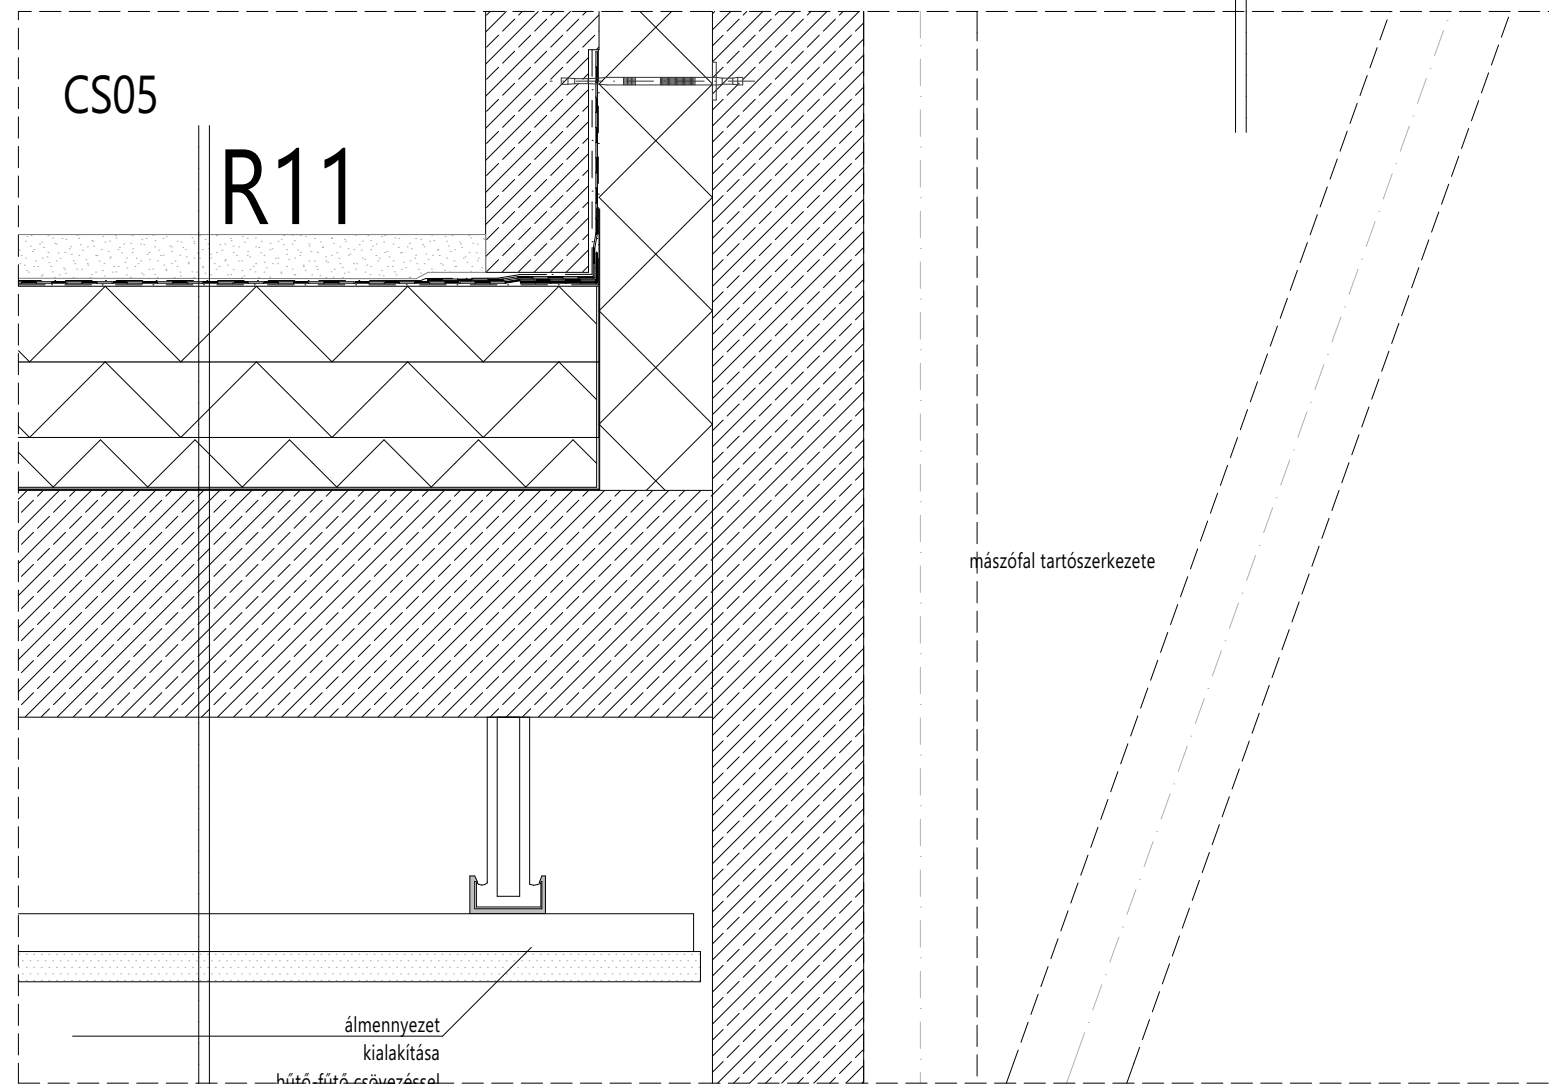 CS05
R11
mászófal tartószerkezete
álmennyezet
kialakítása
hűtő-fűtő csövezéssel